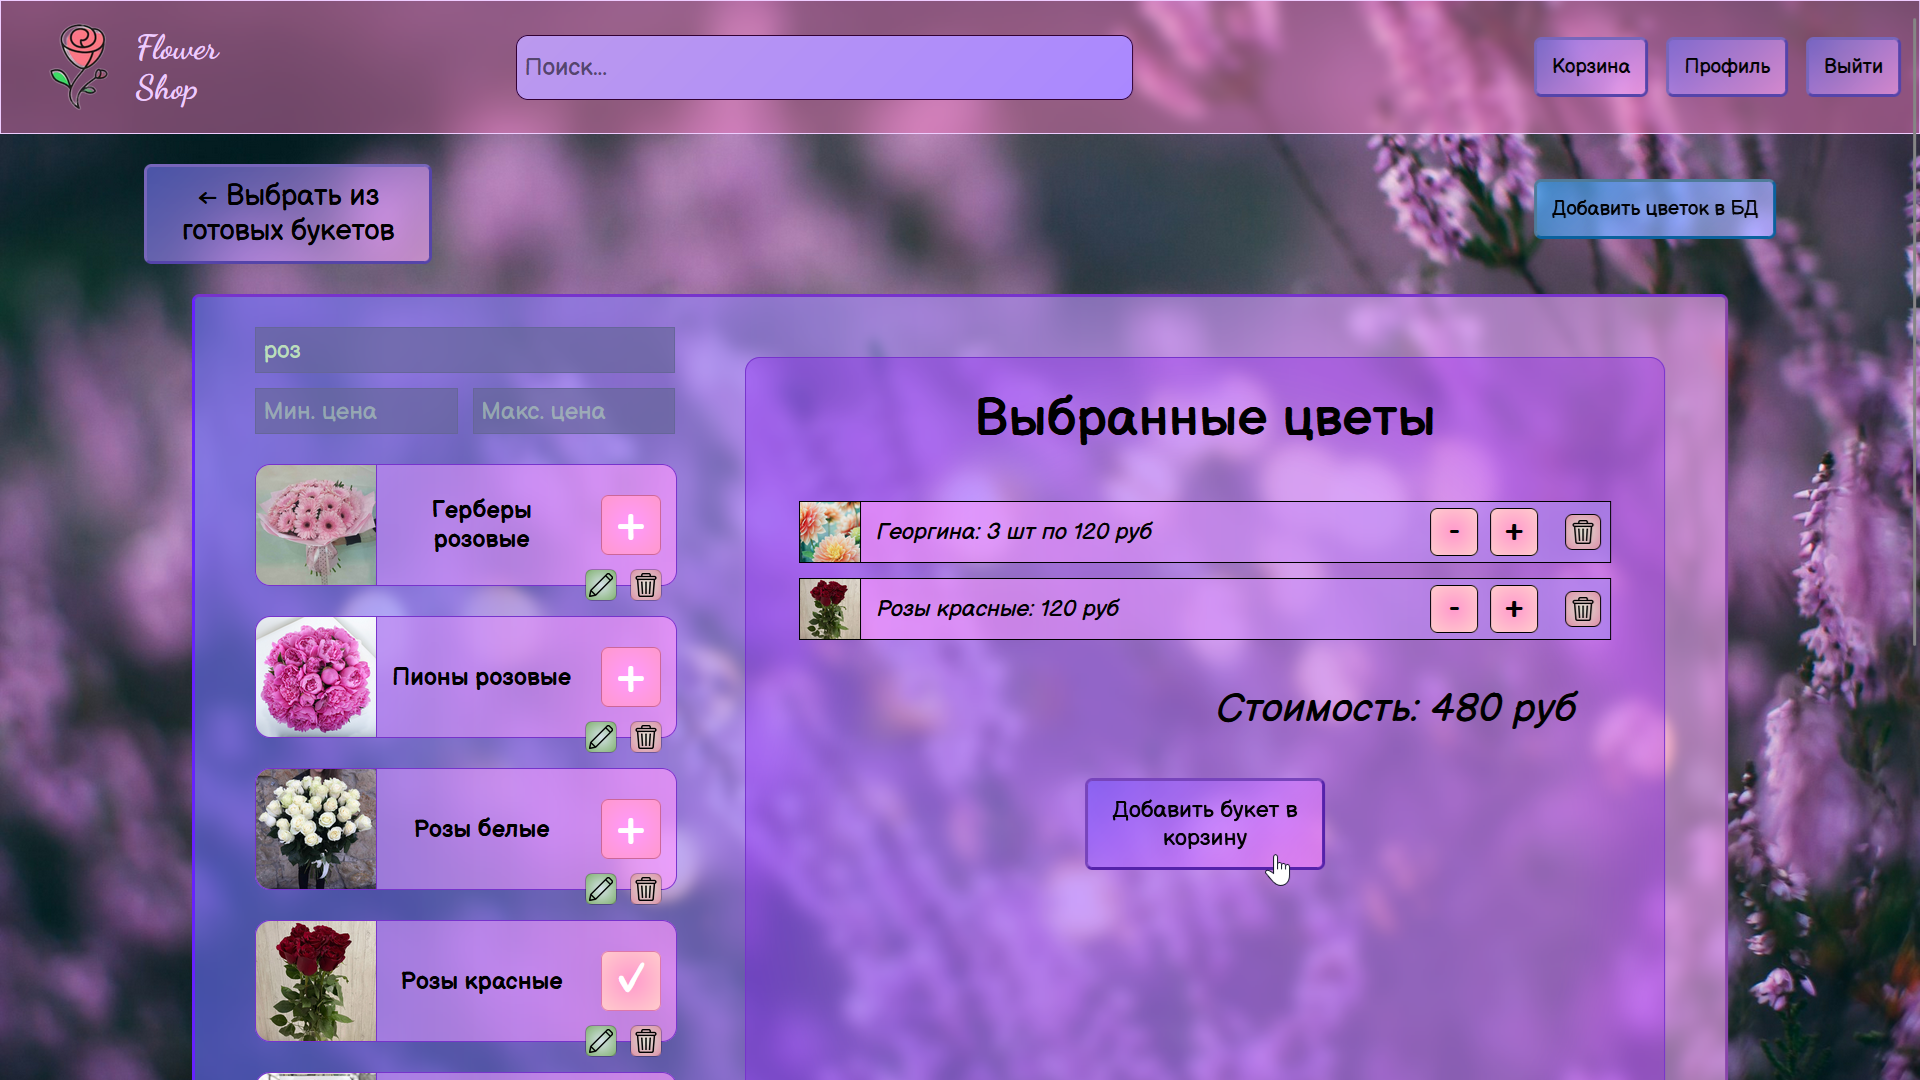 Flower
Shop
Поиск...
Корзина
Профиль
Выйти
← Выбрать из
готовых букетов
Добавить цветок в БД
роз
Мин. цена
Макс. цена
Герберы
розовые
+
Пионы розовые
+
Розы белые
+
Розы красные
Выбранные цветы
Георгина: 3 шт по 120 руб
- +
Розы красные: 120 руб
- +
Стоимость: 480 руб
Добавить букет в
корзину